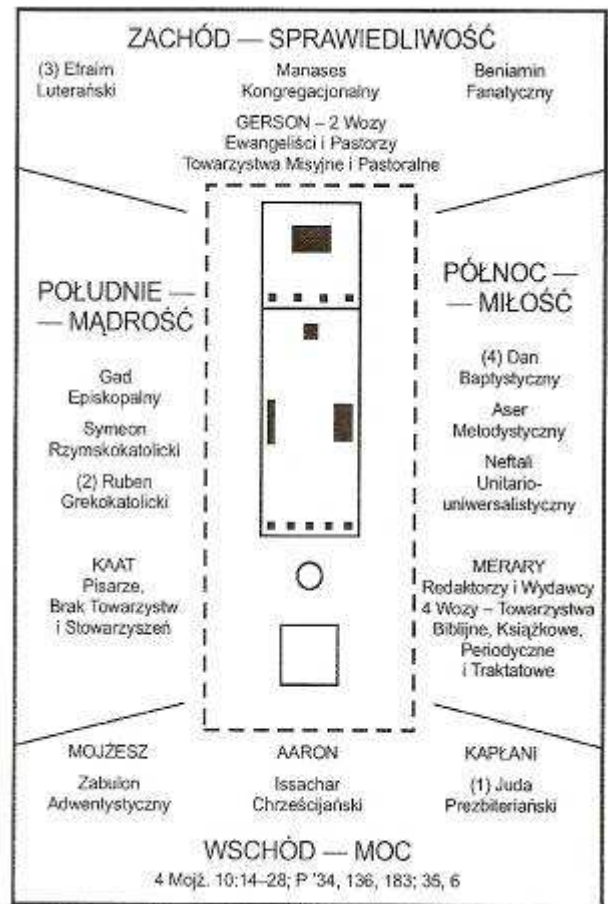 ZACHÓD — SPRAWIEDLIWOŚĆ
(3) Efraim
Luterański
Manases
Kongregacjonalny
Beniamin
Fanatyczny
GERSON – 2 Wozy
Ewangeliści i Pastorzy
Towarzystwa Misyjne i Pastoralne
POŁUDNIE —
— MĄDROŚĆ
Gad
Episkopalny
Symeon
Rzymskokatolicki
(2) Ruben
Grekokatolicki
KAAT
Pisarze,
Brak Towarzystw
i Stowarzyszeń
PÓŁNOC —
— MIŁOŚĆ
(4) Dan
Baptystyczny
Aser
Metodystyczny
Neftali
Unitario-
uniwersalistyczny
MERARY
Redaktorzy i Wydawcy
4 Wozy – Towarzystwa
Biblijne, Książkowe,
Periodyczne
i Traktatowe
MOJŻESZ
Zabulon
Adwentystyczny
AARON
Issachar
Chrześcijański
KAPŁANI
(1) Juda
Prezbiteriański
WSCHÓD — MOC
4 Mojż. 10:14–28; P '34, 136, 183; 35, 6